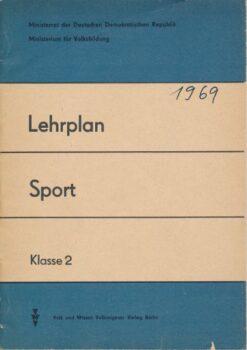 Ministerrat der Deutschen Demokratischen Republik
Ministerium für Volksbildung
1969
Lehrplan
Sport
Klasse 2
Volk und Wissen Volkseigener Verlag Berlin